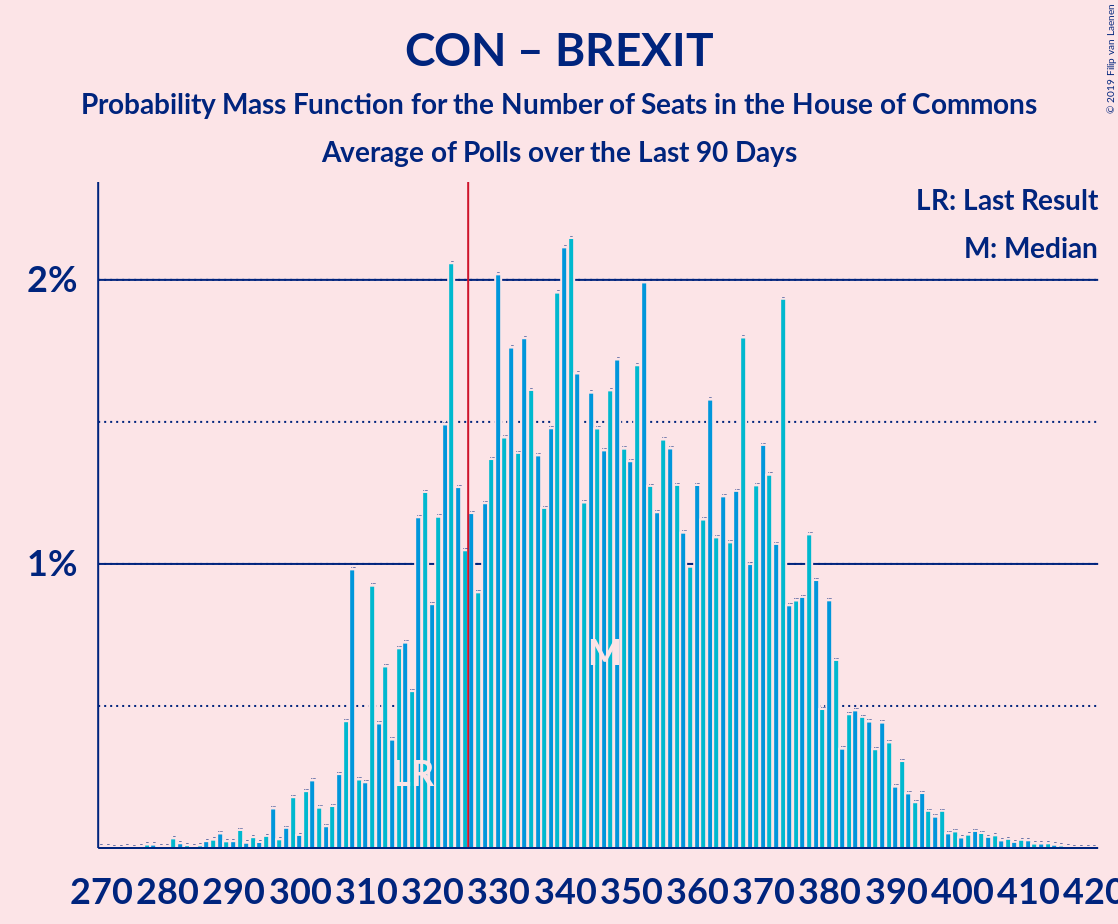 CON – BREXIT
Probability Mass Function for the Number of Seats in the House of Commons
Average of Polls over the Last 90 Days
© 2019 Filip van Laenen
LR: Last Result
M: Median
2%
1%
M
LR
270 280 290 300 310 320 330 340 350 360 370 380 390 400 410 420